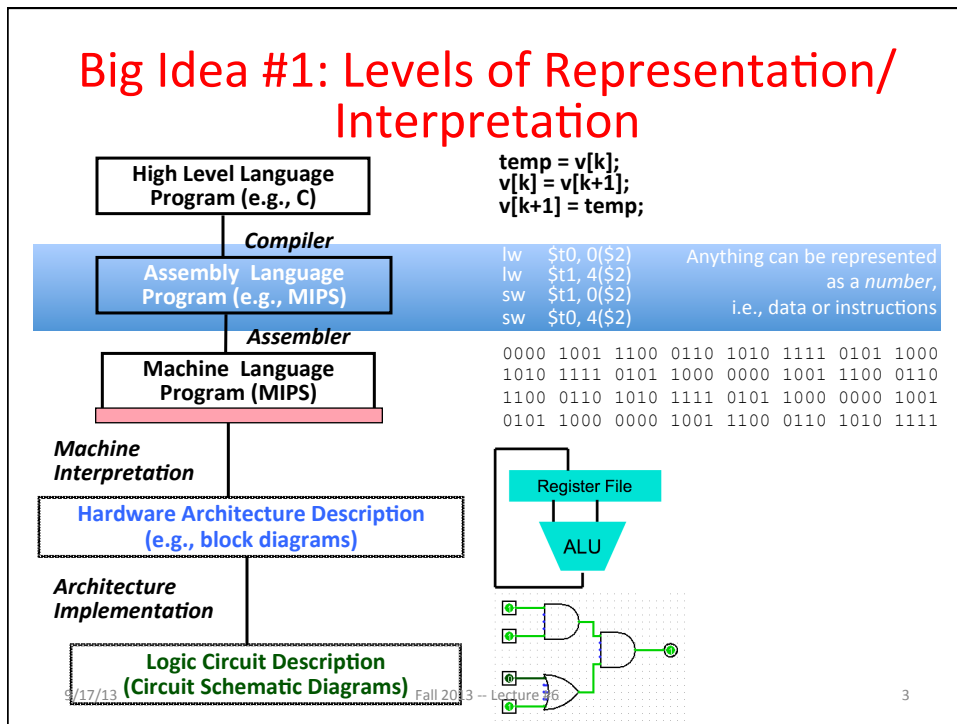 Big Idea #1: Levels of Representation/
Interpretation
High Level Language
Program (e.g., C)
temp = v[k];
v[k] = v[k+1];
v[k+1] = temp;
Compiler
Assembly Language
Program (e.g., MIPS)
lw $t0, 0($2)
lw $t1, 4($2)
sw $t1, 0($2)
sw $t0, 4($2)
Anything can be represented
as a number,
i.e., data or instructions
Assembler
Machine Language
Program (MIPS)
0000 1001 1100 0110 1010 1111 0101 1000
1010 1111 0101 1000 0000 1001 1100 0110
1100 0110 1010 1111 0101 1000 0000 1001
0101 1000 0000 1001 1100 0110 1010 1111
Machine
Interpretation
Register File
ALU
Hardware Architecture Description
(e.g., block diagrams)
Architecture
Implementation
Logic Circuit Description
(Circuit Schematic Diagrams)
9/17/13
Fall 2013 -- Lecture #6
3